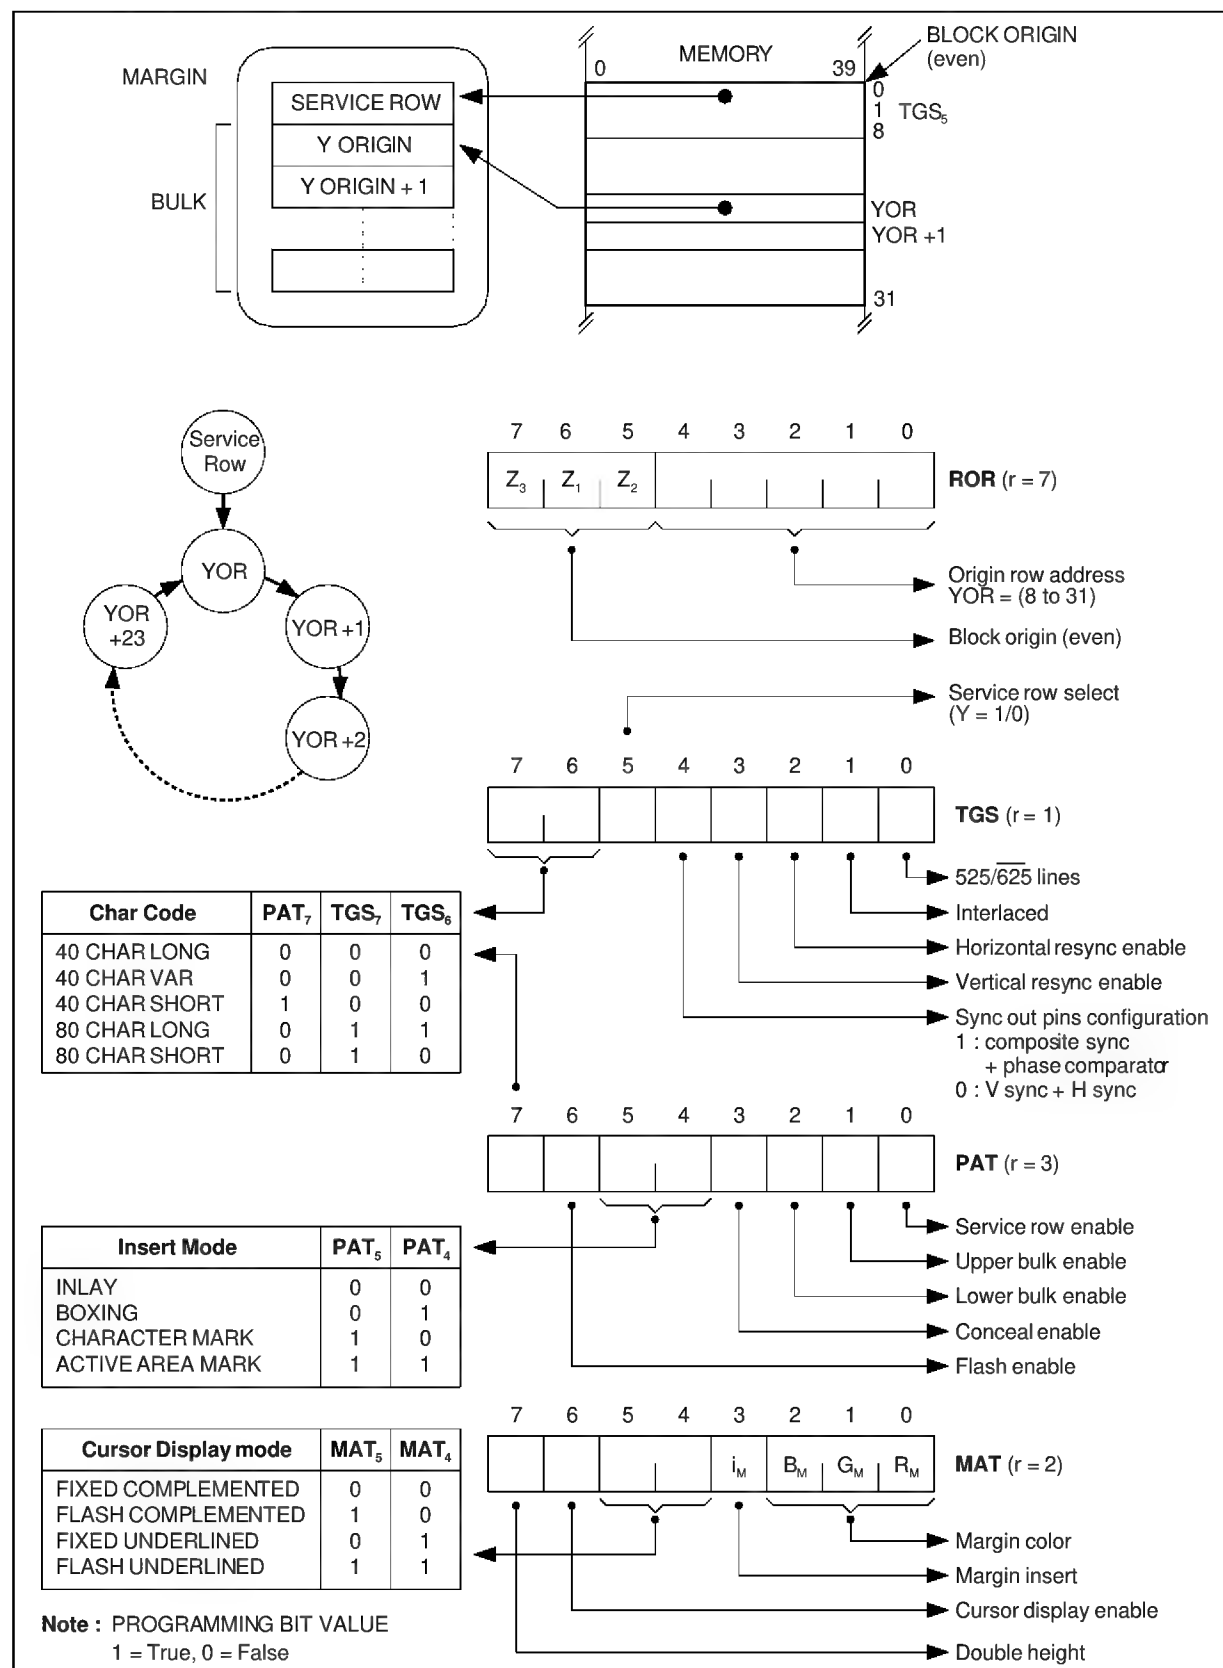 MARGIN
SERVICE ROW
Y ORIGIN
Y ORIGIN + 1
BULK
MEMORY
0 39
BLOCK ORIGIN
(even)
0
1 TGS5
8
YOR
YOR +1
31
Service
Row
YOR
YOR +1
YOR +2
YOR
+23
7 6 5 4 3 2 1 0
Z3 Z1 Z2
ROR (r = 7)
Origin row address
YOR = (8 to 31)
Block origin (even)
Service row select
(Y = 1/0)
7 6 5 4 3 2 1 0
TGS (r = 1)
525/625 lines
Interlaced
Horizontal resync enable
Vertical resync enable
Sync out pins configuration
1 : composite sync
+ phase comparator
0 : V sync + H sync
Char Code PAT7 TGS7 TGS6
40 CHAR LONG 0 0 0
40 CHAR VAR 0 0 1
40 CHAR SHORT 1 0 0
80 CHAR LONG 0 1 1
80 CHAR SHORT 0 1 0
7 6 5 4 3 2 1 0
PAT (r = 3)
Service row enable
Upper bulk enable
Lower bulk enable
Conceal enable
Flash enable
Insert Mode PAT5 PAT4
INLAY 0 0
BOXING 0 1
CHARACTER MARK 1 0
ACTIVE AREA MARK 1 1
7 6 5 4 3 2 1 0
iM BM GM RM
MAT (r = 2)
Margin color
Margin insert
Cursor display enable
Double height
Cursor Display mode MAT5 MAT4
FIXED COMPLEMENTED 0 0
FLASH COMPLEMENTED 1 0
FIXED UNDERLINED 0 1
FLASH UNDERLINED 1 1
Note : PROGRAMMING BIT VALUE
1 = True, 0 = False